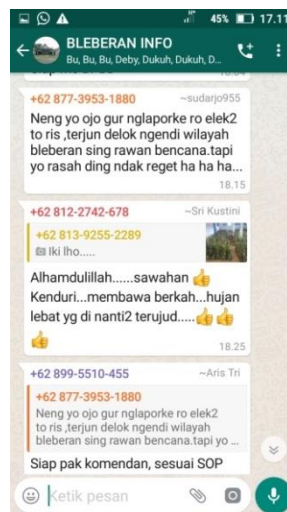 45% 17.11
BLEBERAN INFO
Bu, Bu, Bu, Deby, Dukuh, Dukuh, D...
+62 877-3953-1880 ~sudarjo955
Neng yo ojo gur nglaporke ro elek2
to ris ,terjun delok ngendi wilayah
bleberan sing rawan bencana.tapi
yo rasah ding ndak reget ha ha ha...
18.15
+62 812-2742-678 ~Sri Kustini
+62 813-9255-2289
Iki lho.....
Alhamdulillah......sawahan 👍
Kenduri...membawa berkah...hujan
lebat yg di nanti2 terujud.....👍👍
👍
18.25
+62 899-5510-455 ~Aris Tri
+62 877-3953-1880
Neng yo ojo gur nglaporke ro elek2
to ris ,terjun delok ngendi wilayah
bleberan sing rawan bencana.tapi yo ...
Siap pak komendan, sesuai SOP
Ketik pesan